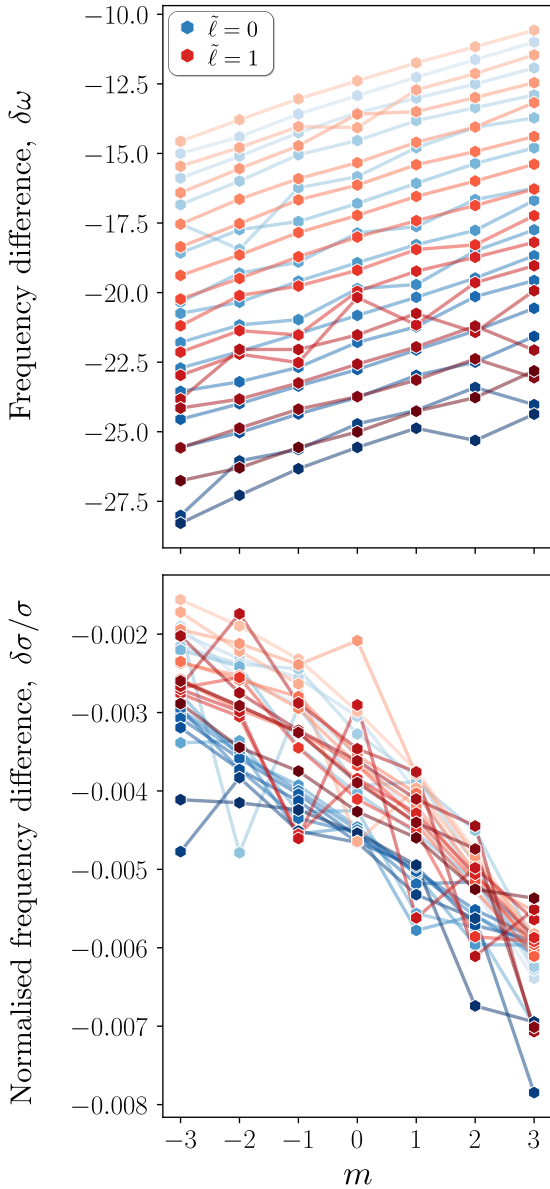 Frequency difference, δω
−10.0
−12.5
−15.0
−17.5
−20.0
−22.5
−25.0
−27.5
ℓ̃ = 0
ℓ̃ = 1
Normalised frequency difference, δσ/σ
−0.002
−0.003
−0.004
−0.005
−0.006
−0.007
−0.008
−3 −2 −1 0 1 2 3
m